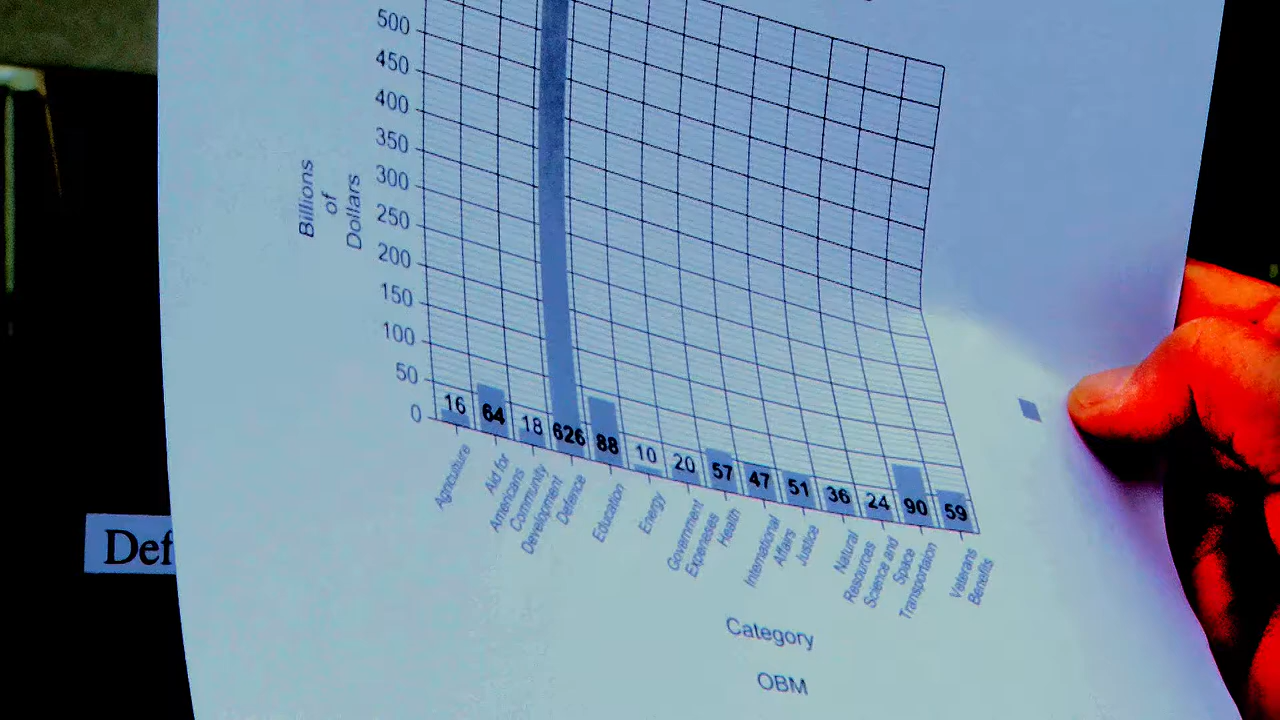 500
450
400
350
300
250
200
150
100
50
0
Billions
of
Dollars
16
64
18
626
88
10
20
57
47
51
36
24
90
59
Agriculture
Aid for
Americans
Community
Development
Defence
Education
Energy
Government
Expenseses
Health
International
Affairs
Justice
Natural
Resources
Science and
Space
Transportaion
Veterans
Benefits
Category
OBM
Def